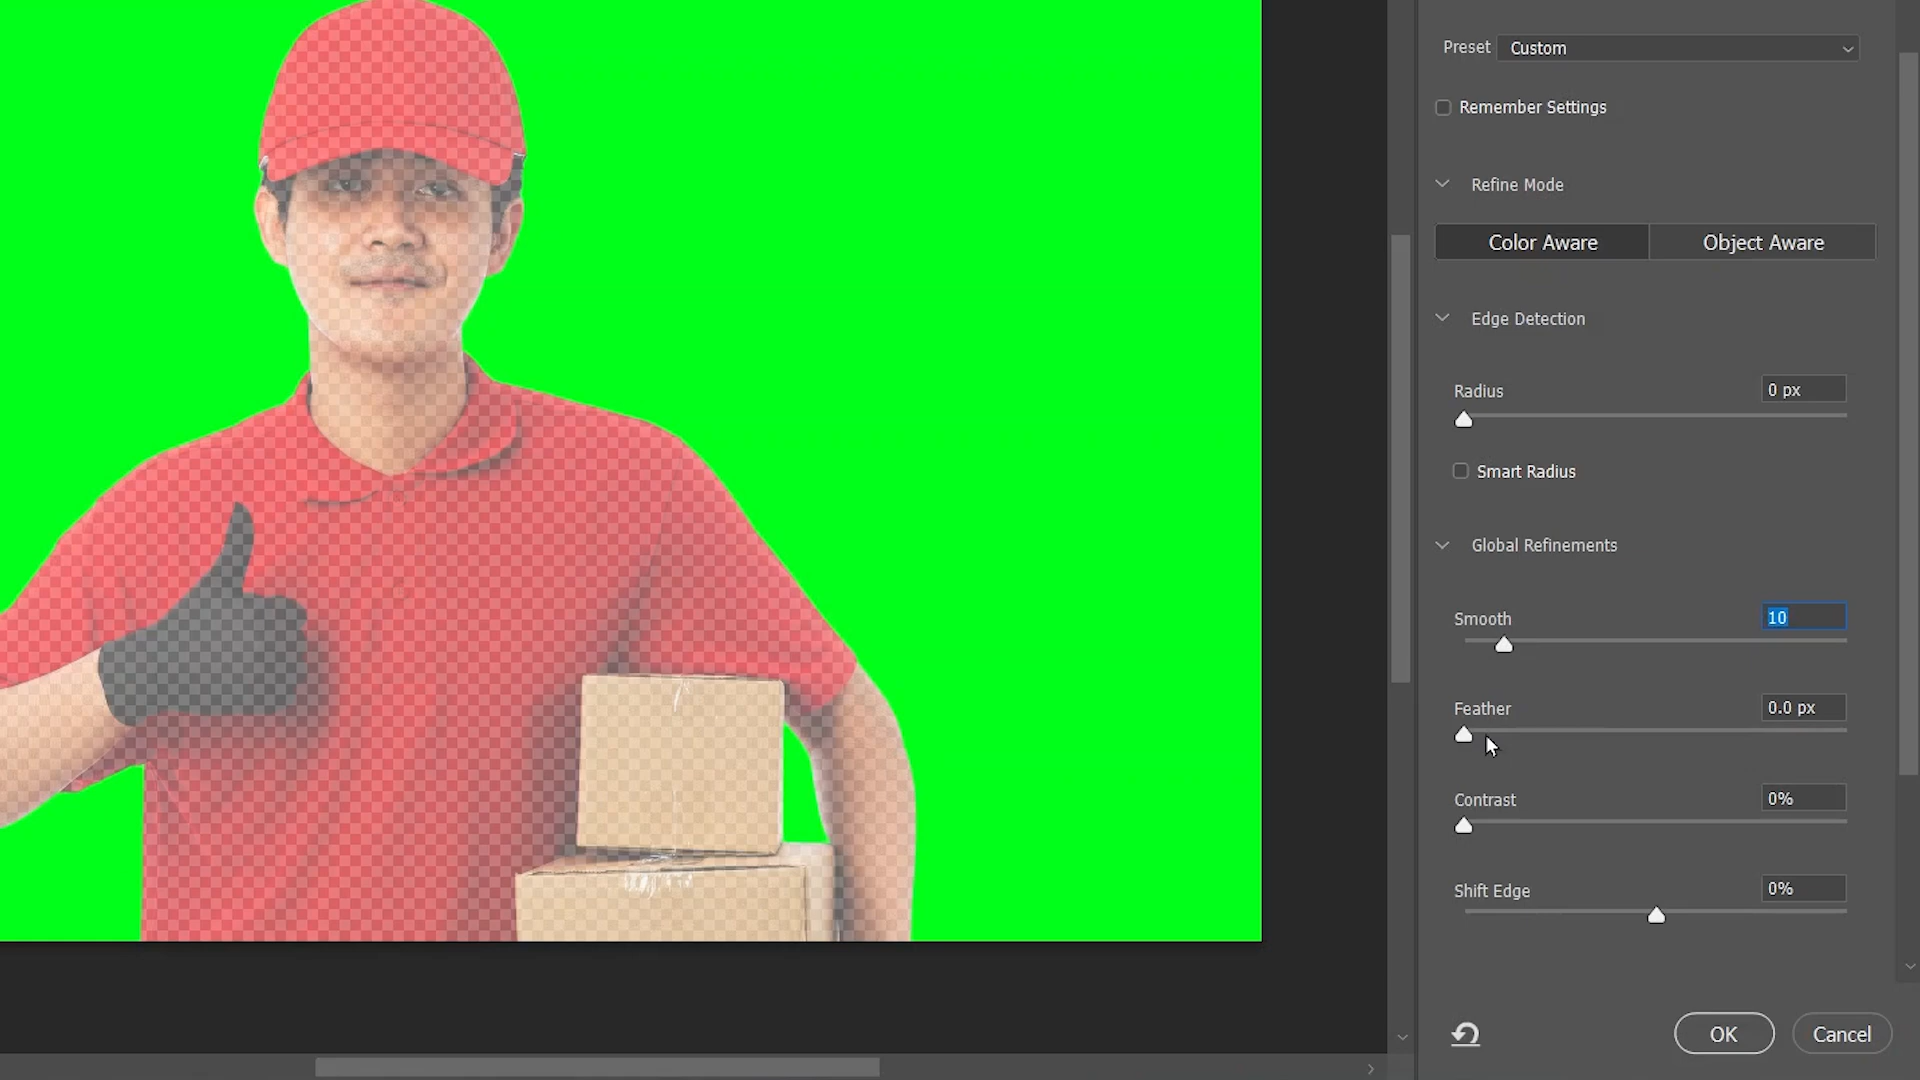 Preset Custom
Remember Settings
Refine Mode
Color Aware Object Aware
Edge Detection
Radius 0 px
Smart Radius
Global Refinements
Smooth 10
Feather 0.0 px
Contrast 0%
Shift Edge 0%
OK Cancel